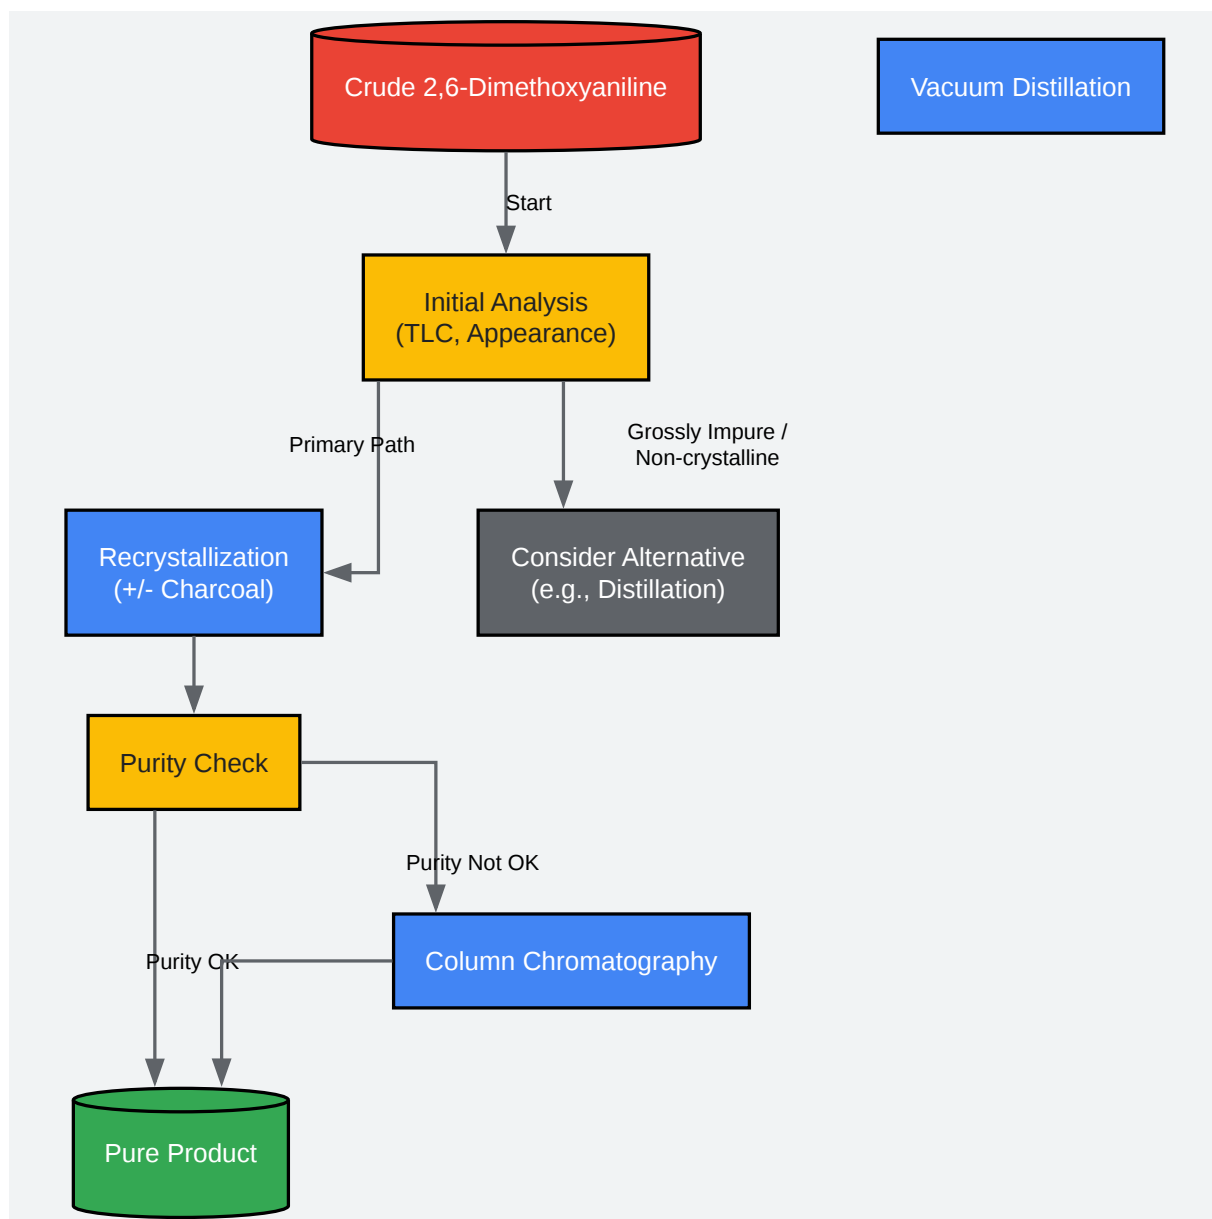 Crude 2,6-Dimethoxyaniline
Vacuum Distillation
Start
Initial Analysis
(TLC, Appearance)
Primary Path
Grossly Impure /
Non-crystalline
Recrystallization
(+/- Charcoal)
Consider Alternative
(e.g., Distillation)
Purity Check
Purity Not OK
Purity OK
Column Chromatography
Pure Product